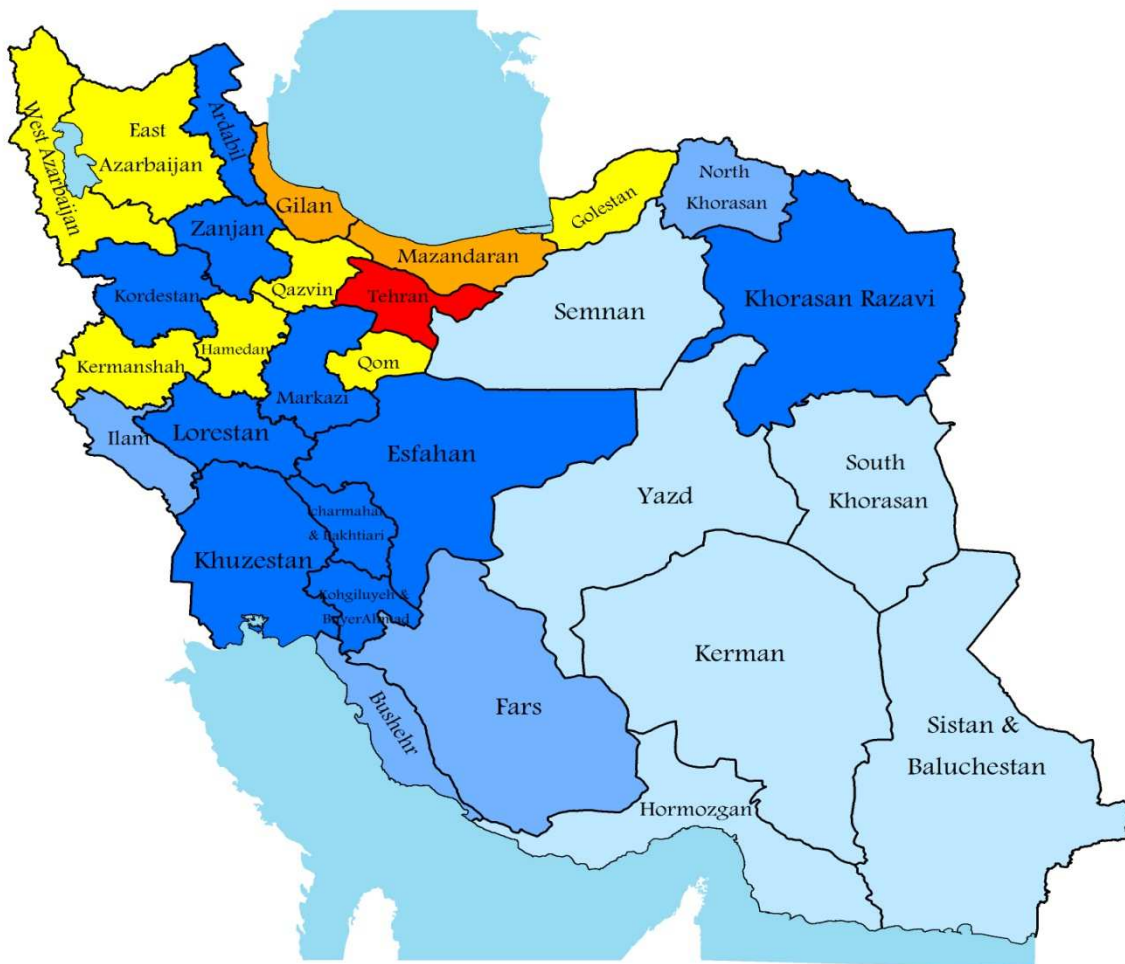 West Azarbaijan
East
Azarbaijan
Ardabil
Gilan
Zanjan
Mazandaran
Golestan
North
Khorasan
Qazvin
Tehran
Kordestan
Semnan
Khorasan Razavi
Hamedan
Kermanshah
Qom
Markazi
Ilam
Lorestan
Esfahan
South
Khorasan
Yazd
charmahal
& Bakhtiari
Khuzestan
Kohgiluyeh &
BuyerAhmad
Kerman
Fars
Bushehr
Sistan &
Baluchestan
Hormozgan